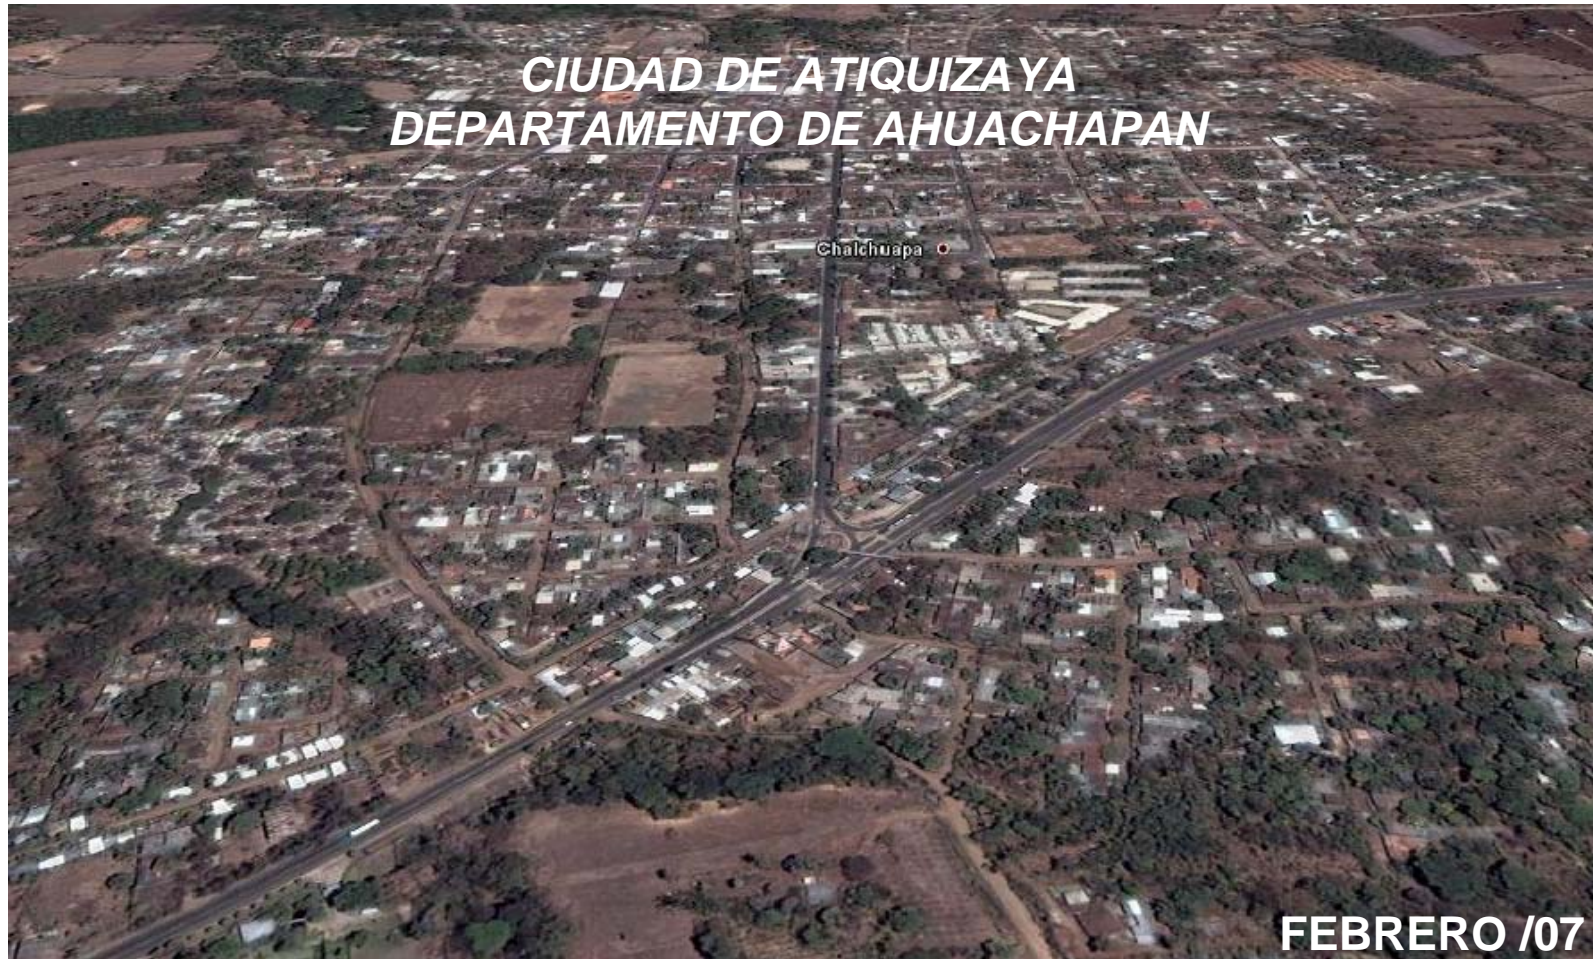 CIUDAD DE ATIQUIZAYA
DEPARTAMENTO DE AHUACHAPAN
Chalchuapa
FEBRERO /07